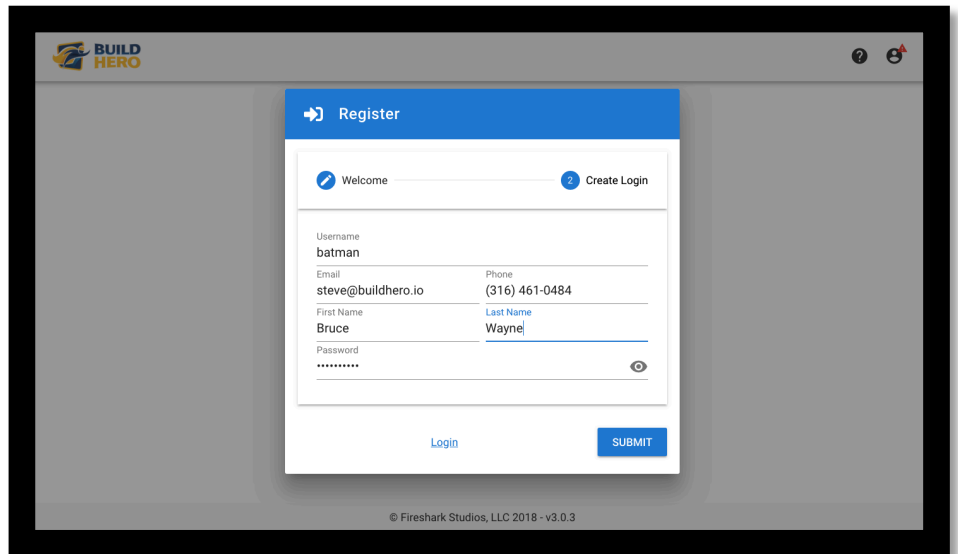 BUILD
HERO
Register
Welcome
2 Create Login
Username
batman
Email Phone
steve@buildhero.io (316) 461-0484
First Name Last Name
Bruce Wayne
Password
••••••••••
Login SUBMIT
© Fireshark Studios, LLC 2018 - v3.0.3